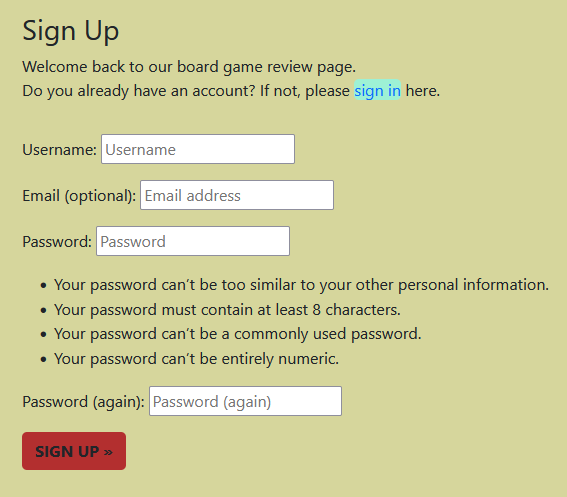 Sign Up
Welcome back to our board game review page.
Do you already have an account? If not, please sign in here.
Username: Username
Email (optional): Email address
Password: Password
• Your password can’t be too similar to your other personal information.
• Your password must contain at least 8 characters.
• Your password can’t be a commonly used password.
• Your password can’t be entirely numeric.
Password (again): Password (again)
SIGN UP »